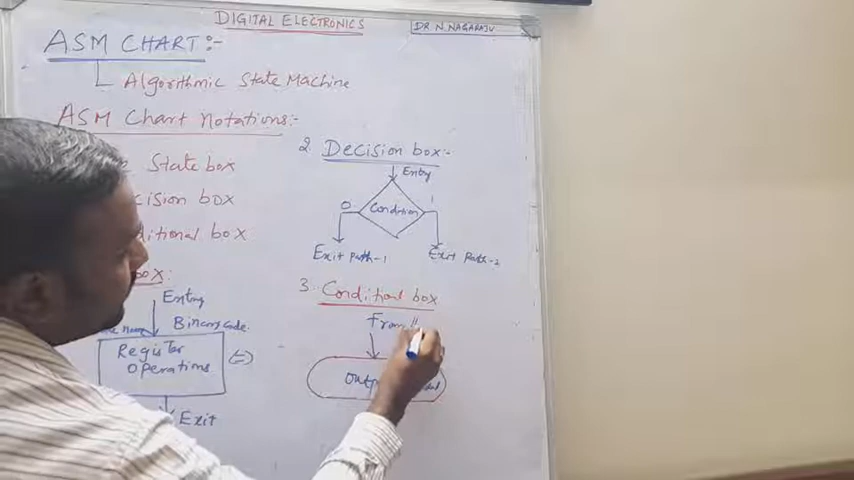 DIGITAL ELECTRONICS
DR N.NAGARAJU
ASM CHART :-
Algorithmic State Machine
ASM Chart Notations:-
State box
box
box
box:
Entry
Binary code
Register
Operations
(=)
Exit
2. Decision box:-
Entry
Condition
0
1
Exit Path-1
Exit Path-2
3. Conditional box
From